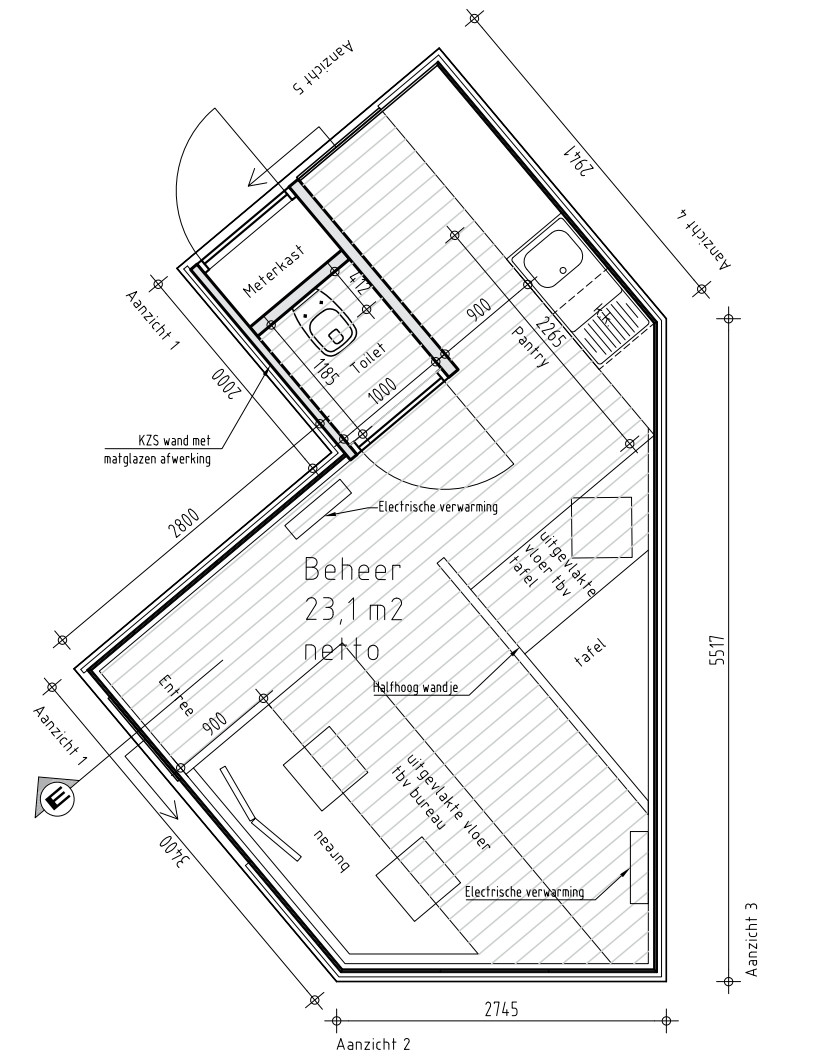 Aanzicht 5
2941
Aanzicht 4
Meterkast
412
Aanzicht 1
2000
1185
Toilet
1000
900
2265
Pantry
kk
KZS wand met
matglazen afwerking
Electrische verwarming
2800
Beheer
23,1 m2
netto
uitgevlakte
vloer tbv
tafel
tafel
5517
Halfhoog wandje
Entree
900
Aanzicht 1
E
3400
uitgevlakte vloer
tbv bureau
bureau
Electrische verwarming
Aanzicht 3
2745
Aanzicht 2